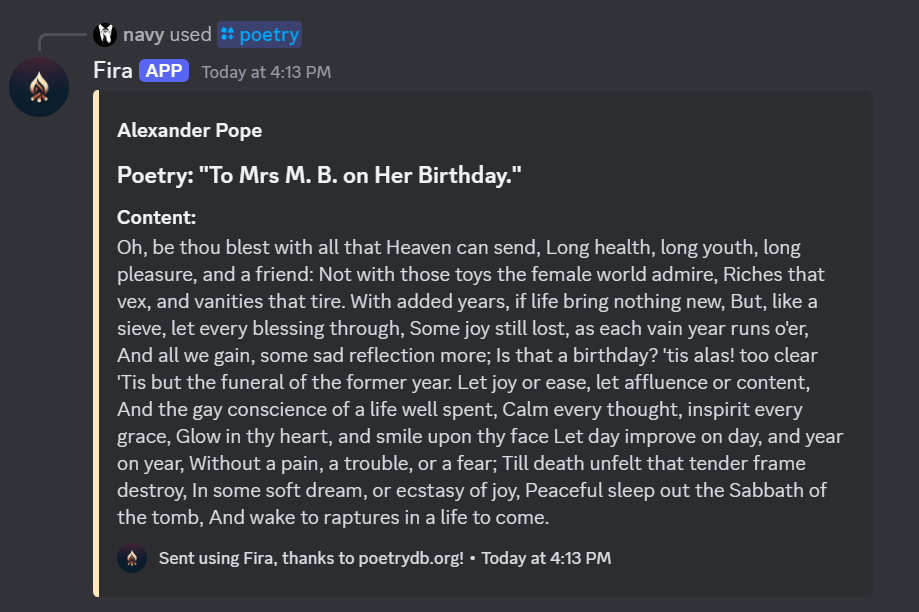 navy used poetry
Fira APP Today at 4:13 PM
Alexander Pope
Poetry: "To Mrs M. B. on Her Birthday."
Content:
Oh, be thou blest with all that Heaven can send, Long health, long youth, long
pleasure, and a friend: Not with those toys the female world admire, Riches that
vex, and vanities that tire. With added years, if life bring nothing new, But, like a
sieve, let every blessing through, Some joy still lost, as each vain year runs o'er,
And all we gain, some sad reflection more; Is that a birthday? 'tis alas! too clear
'Tis but the funeral of the former year. Let joy or ease, let affluence or content,
And the gay conscience of a life well spent, Calm every thought, inspirit every
grace, Glow in thy heart, and smile upon thy face Let day improve on day, and year
on year, Without a pain, a trouble, or a fear; Till death unfelt that tender frame
destroy, In some soft dream, or ecstasy of joy, Peaceful sleep out the Sabbath of
the tomb, And wake to raptures in a life to come.
Sent using Fira, thanks to poetrydb.org! • Today at 4:13 PM